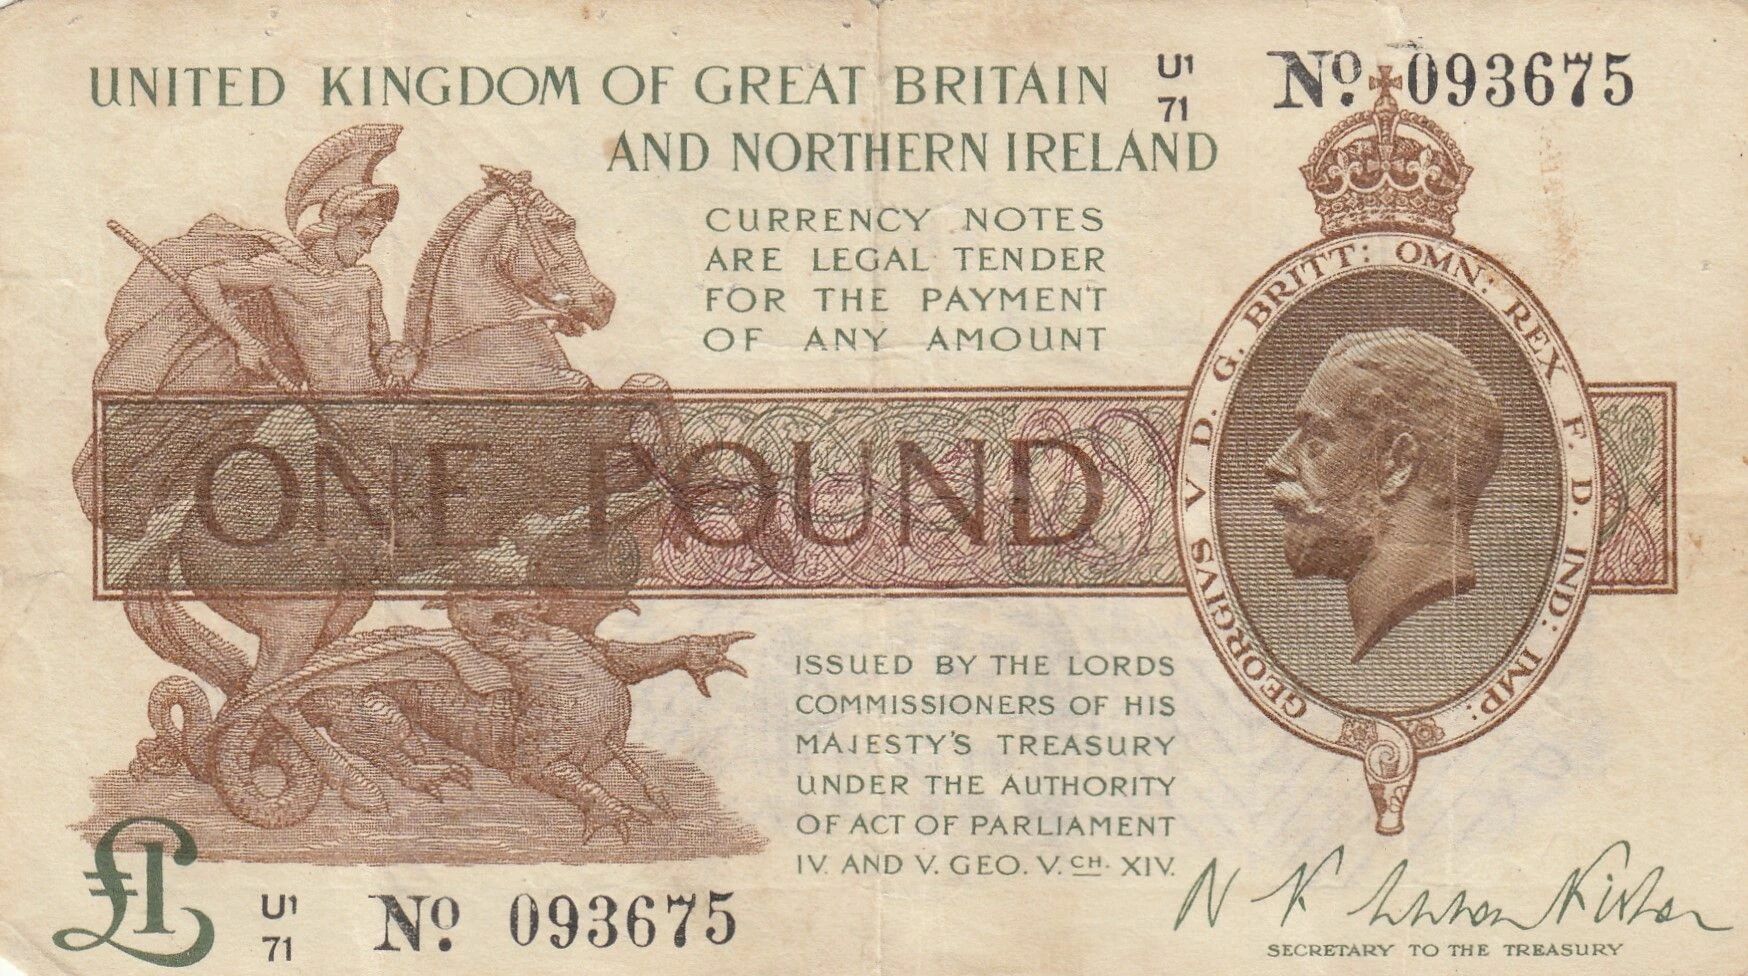 UNITED KINGDOM OF GREAT BRITAIN
AND NORTHERN IRELAND
U1
71
Nº. 093675
CURRENCY NOTES
ARE LEGAL TENDER
FOR THE PAYMENT
OF ANY AMOUNT
GEORGIVS V D. G. BRITT: OMN: REX F. D. IND: IMP:
ONE POUND
ISSUED BY THE LORDS
COMMISSIONERS OF HIS
MAJESTY'S TREASURY
UNDER THE AUTHORITY
OF ACT OF PARLIAMENT
IV. AND V. GEO. V. CH. XIV.
£1
U1
71
Nº. 093675
N K Warren Fisher
SECRETARY TO THE TREASURY